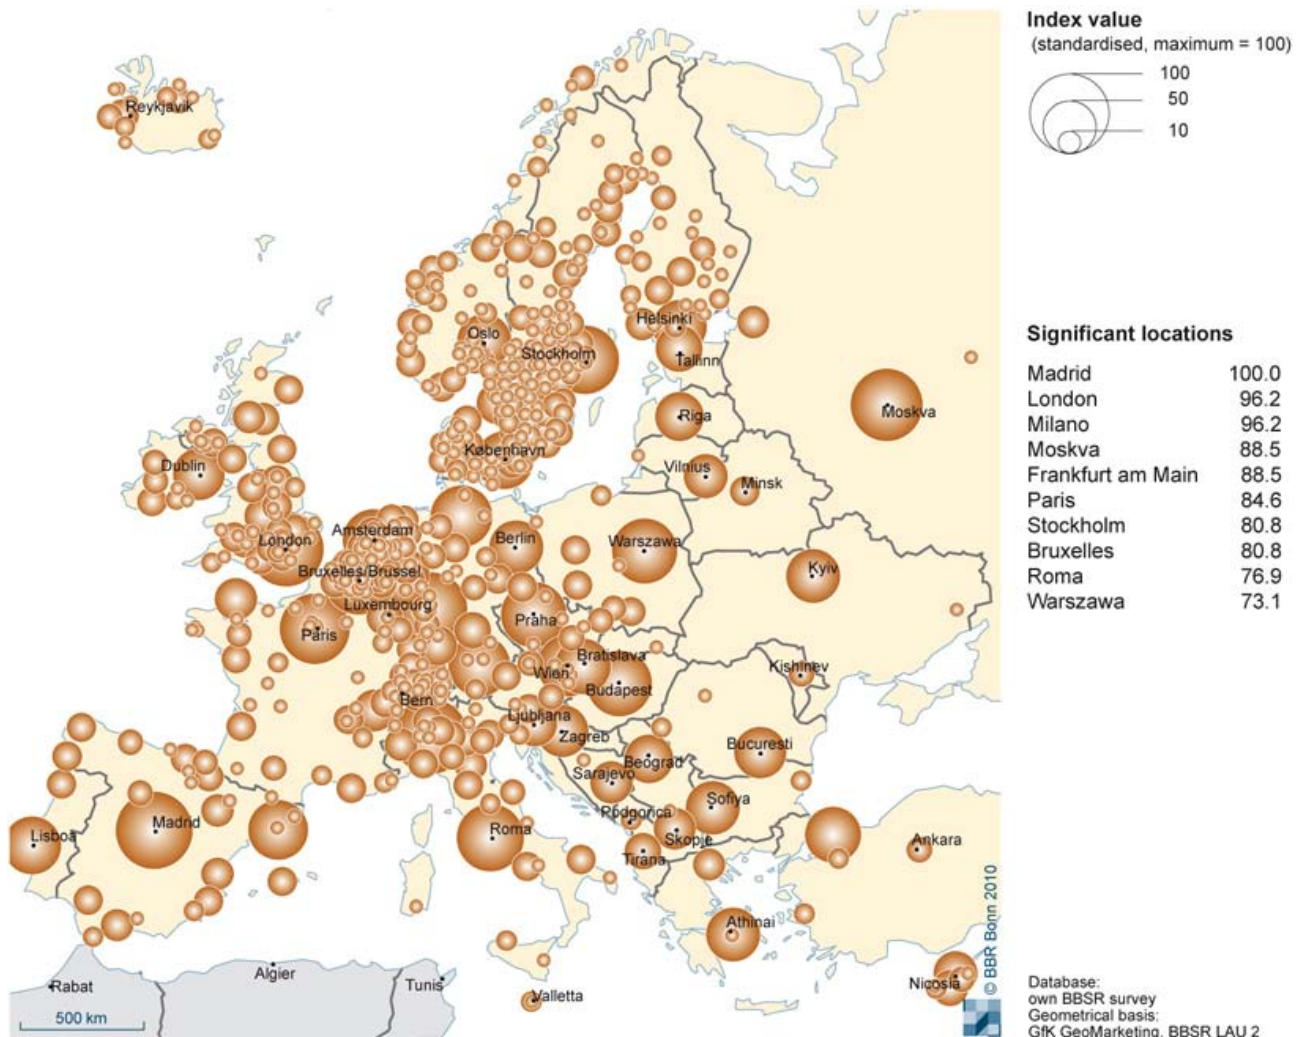 Index value
(standardised, maximum = 100)
100
50
10
Reykjavik
Oslo
Helsinki
Stockholm
Tallinn
Moskva
Riga
København
Dublin
Vilnius
Minsk
Amsterdam
London
Berlin
Warszawa
Bruxelles/Brussel
Kyiv
Luxembourg
Praha
Paris
Bratislava
Wien
Kishinev
Budapest
Bern
Ljubljana
Zagreb
Bucuresti
Beograd
Sarajevo
Sofiya
Podgorica
Madrid
Roma
Lisboa
Skopje
Ankara
Tirana
Athinai
Nicosia
Algier
Tunis
Rabat
Valletta
500 km
© BBR Bonn 2010
Significant locations
Madrid 100.0
London 96.2
Milano 96.2
Moskva 88.5
Frankfurt am Main 88.5
Paris 84.6
Stockholm 80.8
Bruxelles 80.8
Roma 76.9
Warszawa 73.1
Database:
own BBSR survey
Geometrical basis:
GfK GeoMarketing, BBSR LAU 2